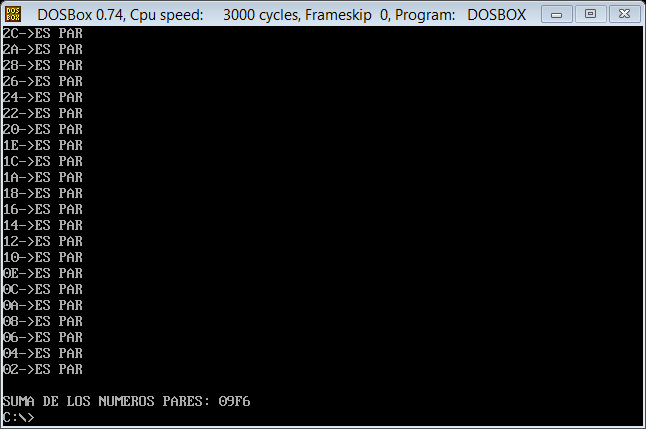 DOS BOX DOSBox 0.74, Cpu speed: 3000 cycles, Frameskip 0, Program: DOSBOX
2C->ES PAR
2A->ES PAR
28->ES PAR
26->ES PAR
24->ES PAR
22->ES PAR
20->ES PAR
1E->ES PAR
1C->ES PAR
1A->ES PAR
18->ES PAR
16->ES PAR
14->ES PAR
12->ES PAR
10->ES PAR
0E->ES PAR
0C->ES PAR
0A->ES PAR
08->ES PAR
06->ES PAR
04->ES PAR
02->ES PAR
SUMA DE LOS NUMEROS PARES: 09F6
C:\>